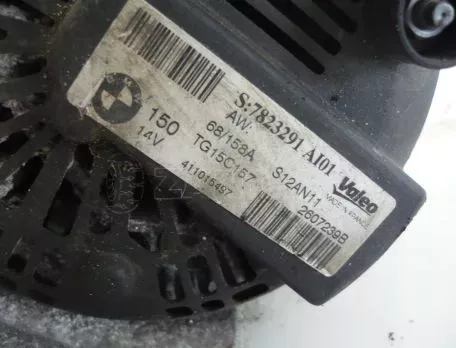 S:7823291 AI01
AW:
68/158A
150
14V
TG15C157
S12AN11
411015457
2607239B
Valeo
MADE IN FRANCE